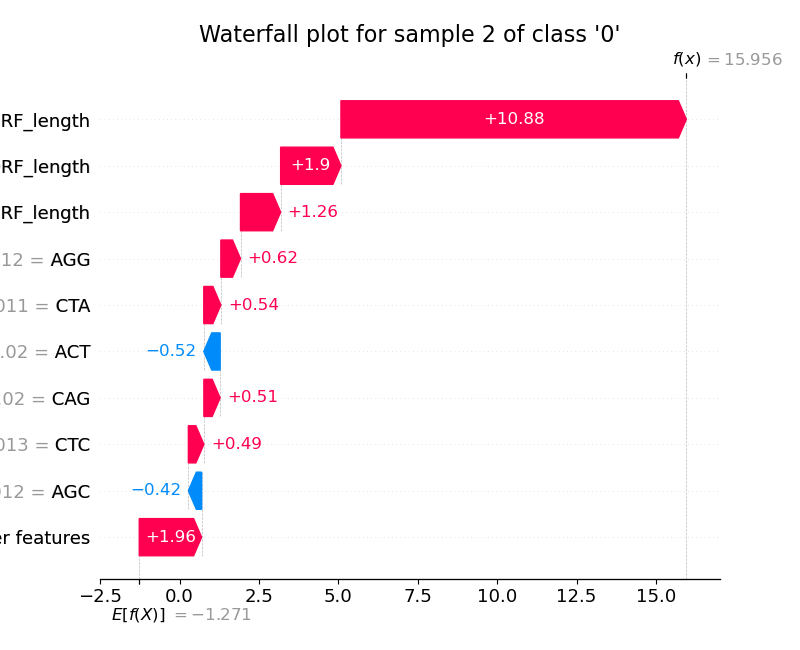 Waterfall plot for sample 2 of class '0'
f(x) = 15.956
RF_length +10.88
RF_length +1.9
RF_length +1.26
12 = AGG +0.62
011 = CTA +0.54
.02 = ACT −0.52
.02 = CAG +0.51
013 = CTC +0.49
012 = AGC −0.42
er features +1.96
−2.5 0.0 2.5 5.0 7.5 10.0 12.5 15.0
E[f(X)] = −1.271